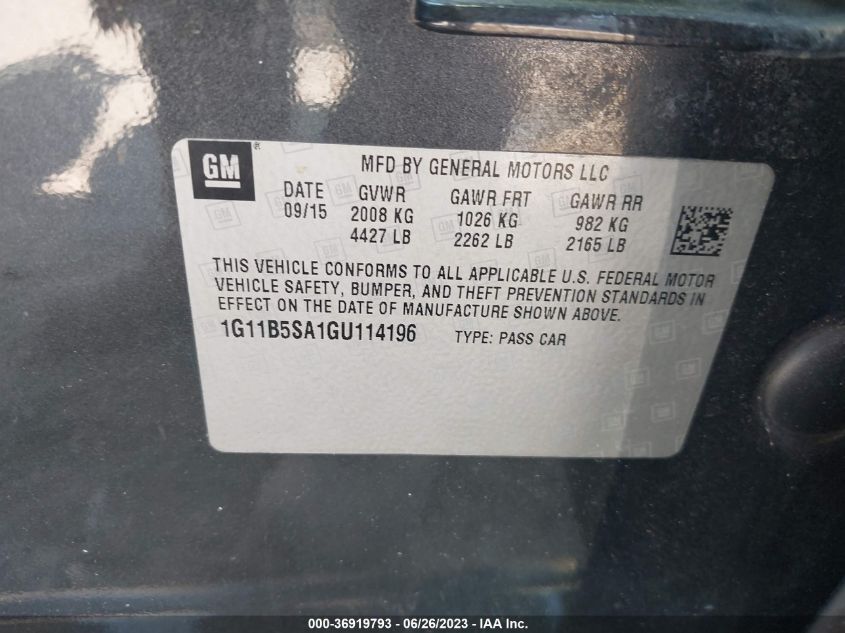 GM ®
MFD BY GENERAL MOTORS LLC
DATE GVWR GAWR FRT GAWR RR
09/15 2008 KG 1026 KG 982 KG
4427 LB 2262 LB 2165 LB
THIS VEHICLE CONFORMS TO ALL APPLICABLE U.S. FEDERAL MOTOR
VEHICLE SAFETY, BUMPER, AND THEFT PREVENTION STANDARDS IN
EFFECT ON THE DATE OF MANUFACTURE SHOWN ABOVE.
1G11B5SA1GU114196 TYPE: PASS CAR
000-36919793 - 06/26/2023 - IAA Inc.